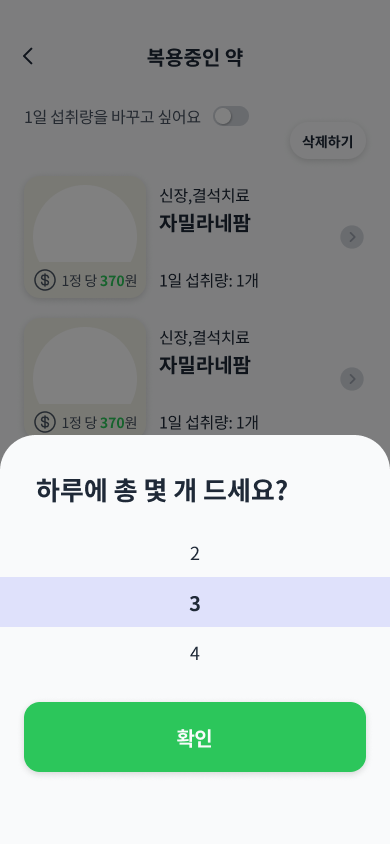 복용중인 약
1일 섭취량을 바꾸고 싶어요
삭제하기
신장,결석치료
자밀라네팜
1정 당 370원
1일 섭취량: 1개
신장,결석치료
자밀라네팜
1정 당 370원
1일 섭취량: 1개
하루에 총 몇 개 드세요?
2
3
4
확인